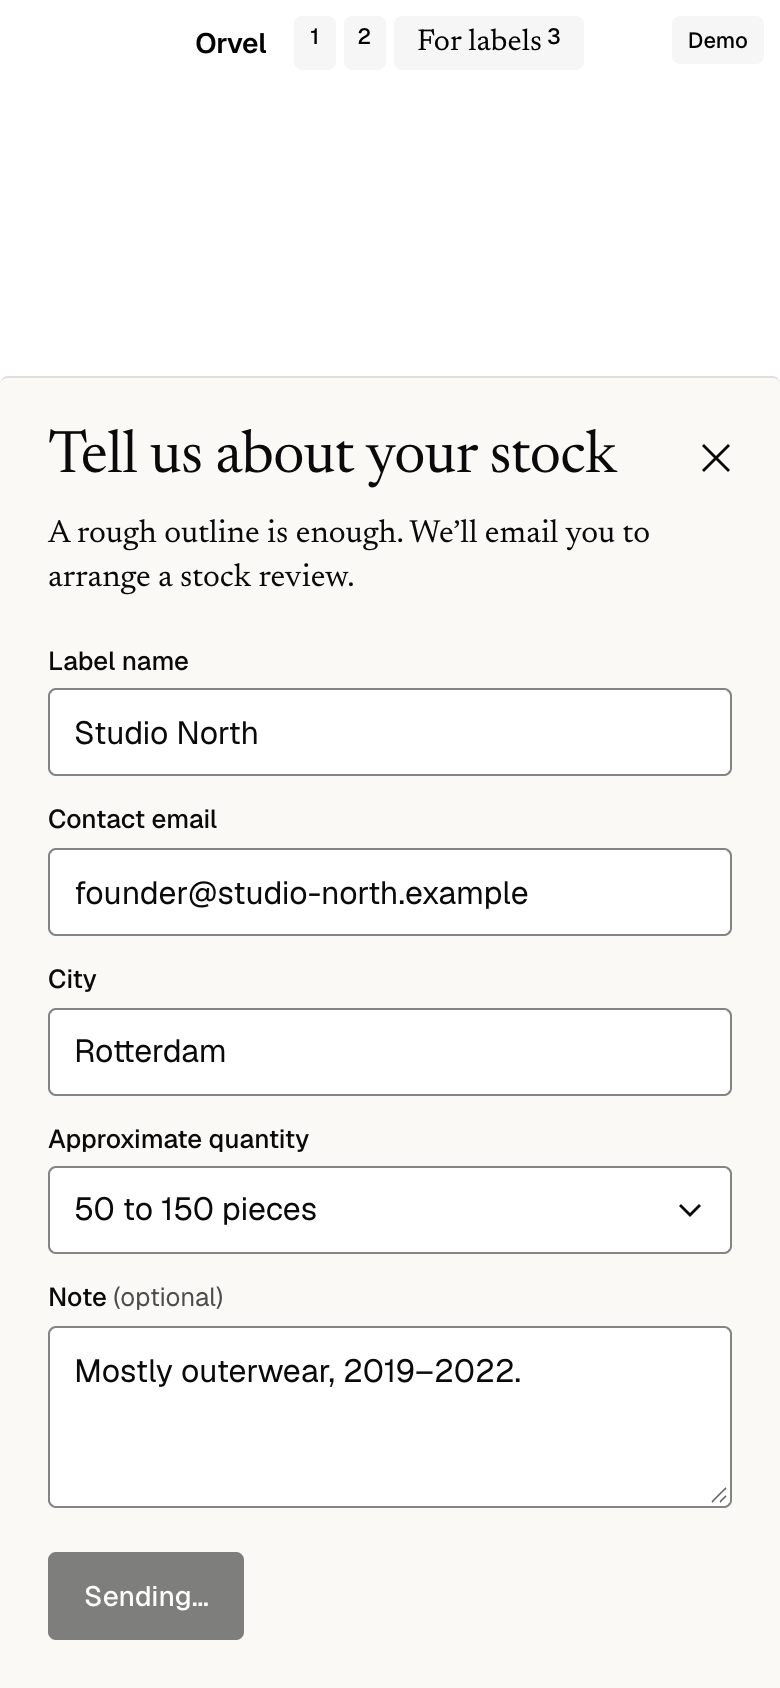 Orvel 1 2 For labels 3 Demo
Tell us about your stock
A rough outline is enough. We’ll email you to
arrange a stock review.
Label name
Studio North
Contact email
founder@studio-north.example
City
Rotterdam
Approximate quantity
50 to 150 pieces
Note (optional)
Mostly outerwear, 2019–2022.
Sending…